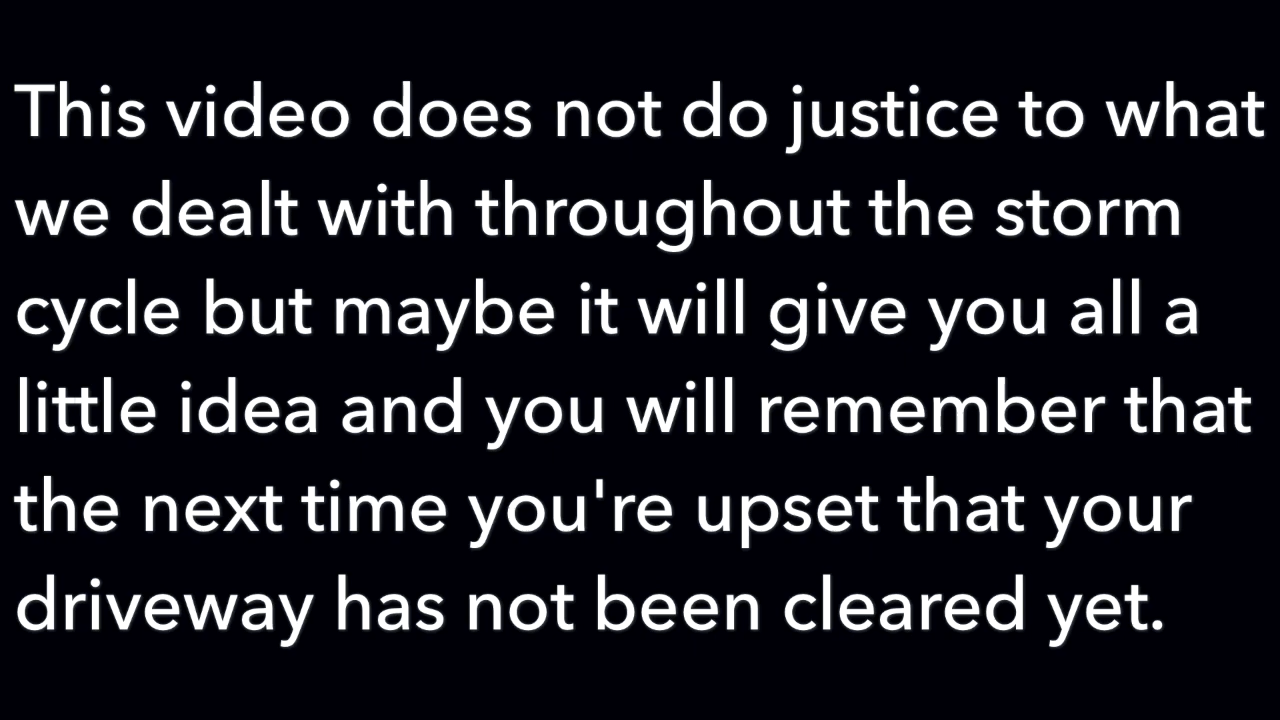 This video does not do justice to what
we dealt with throughout the storm
cycle but maybe it will give you all a
little idea and you will remember that
the next time you're upset that your
driveway has not been cleared yet.